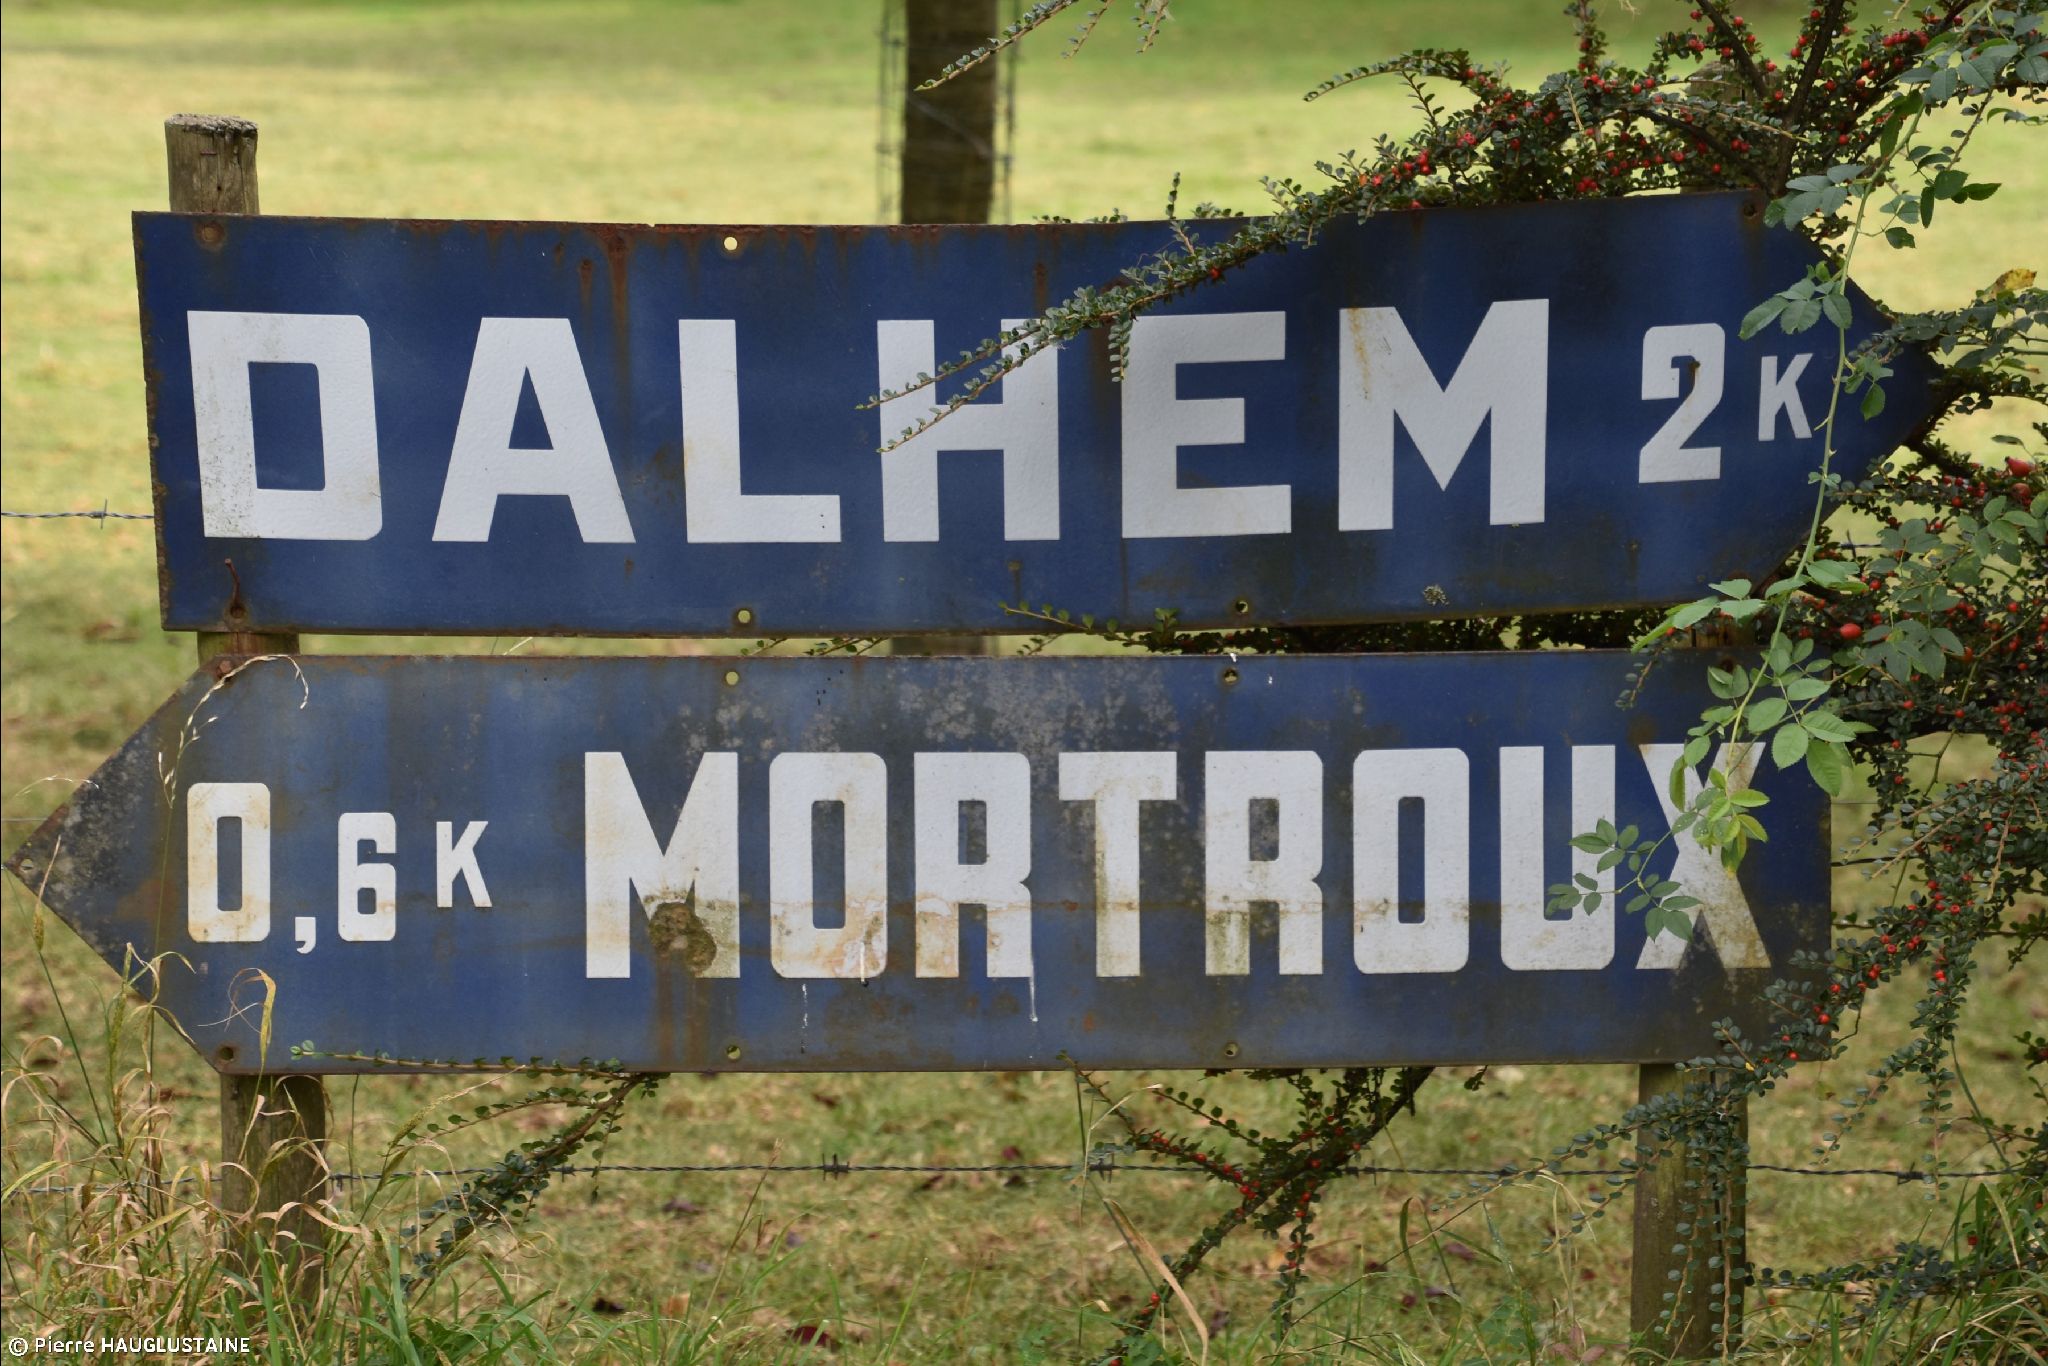 DALHEM 2K
0,6K MORTROUX
© Pierre HAUGLUSTAINE